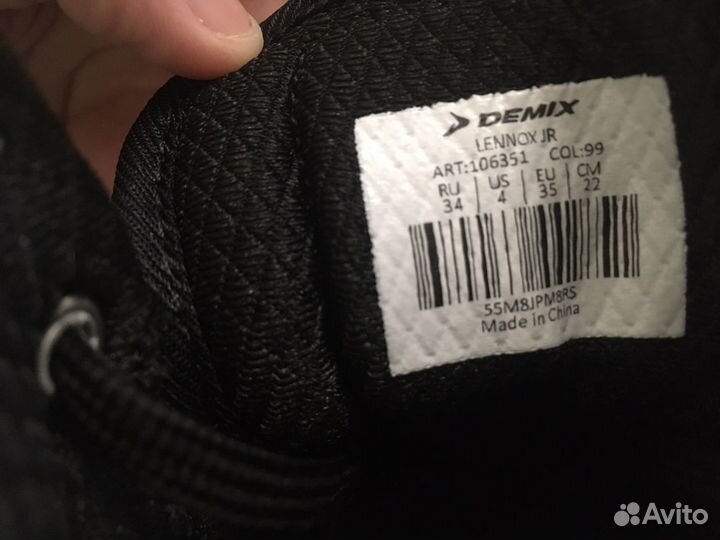 DEMIX
LENNOX JR
ART:106351 COL:99
RU US EU CM
34 4 35 22
55M8JPM8RS
Made in China
Avito